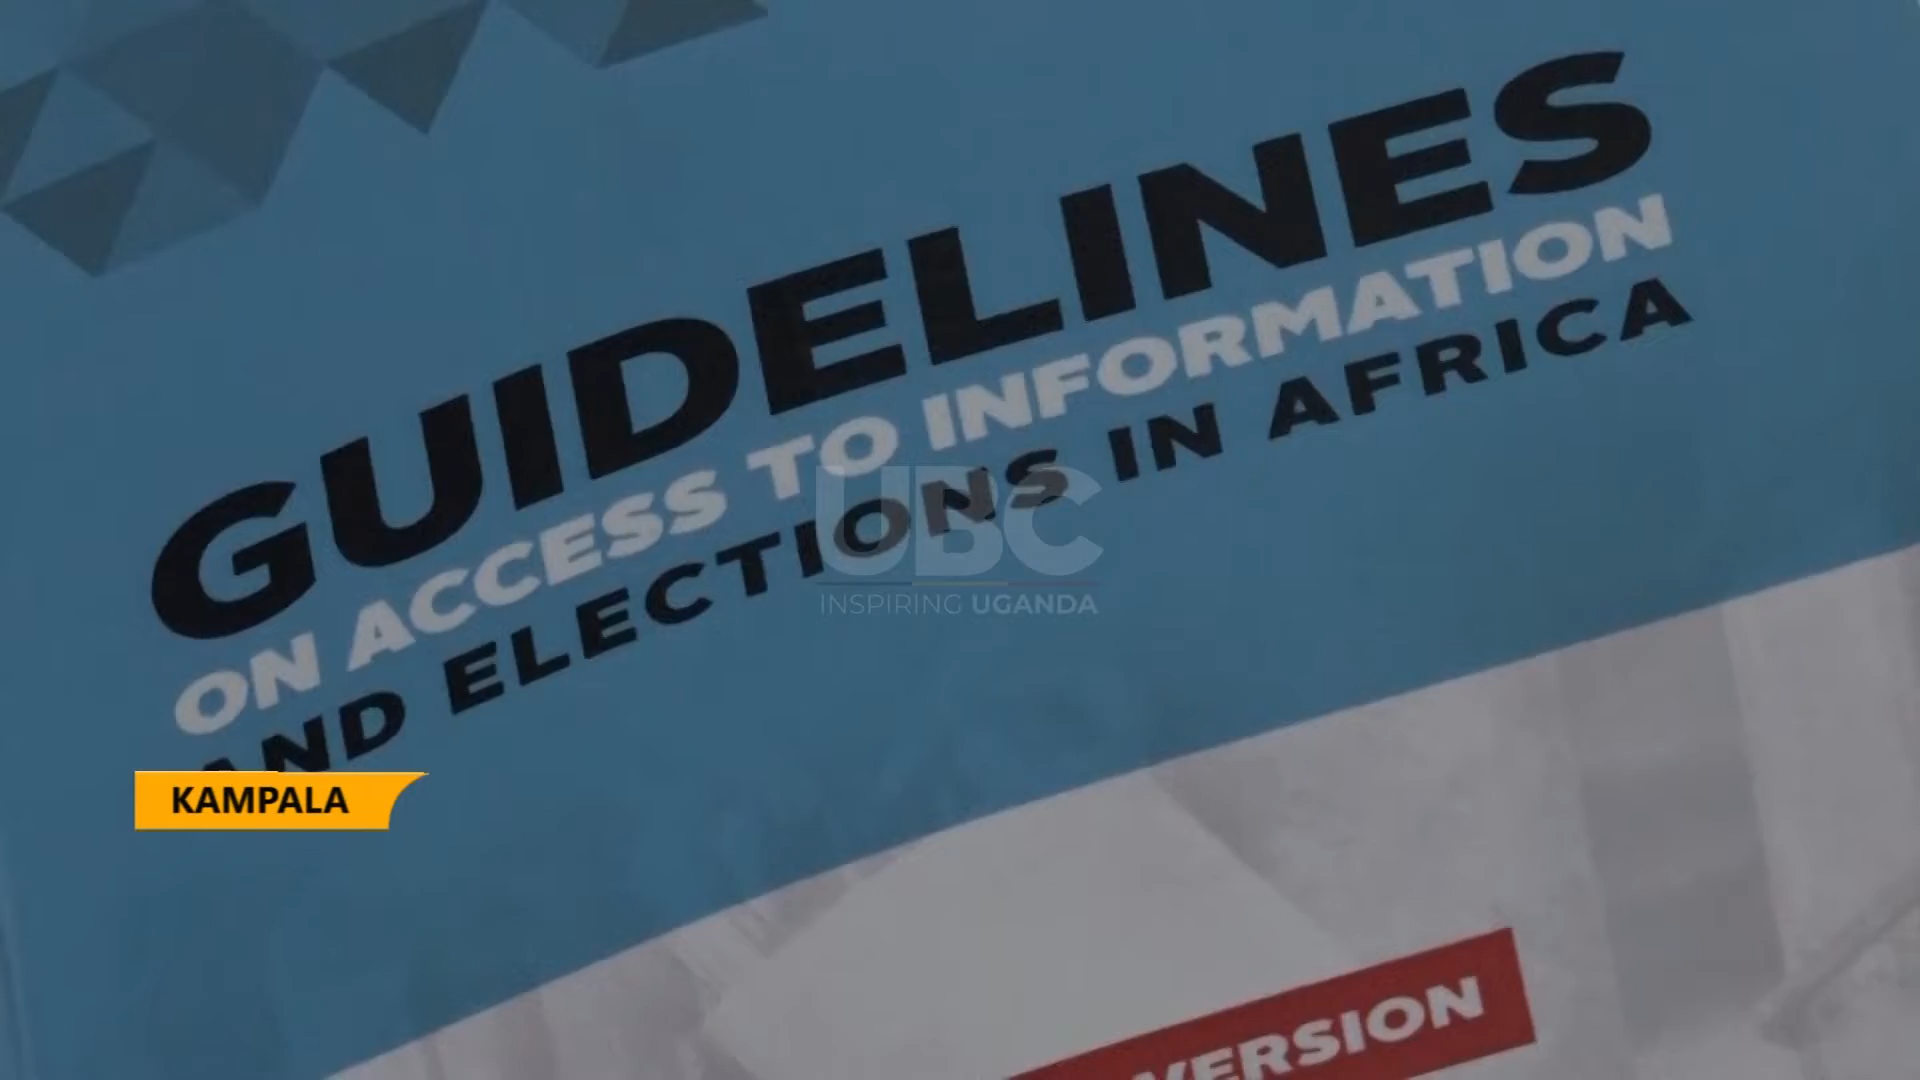 GUIDELINES
ON ACCESS TO INFORMATION
AND ELECTIONS IN AFRICA
UBC
INSPIRING UGANDA
KAMPALA
VERSION